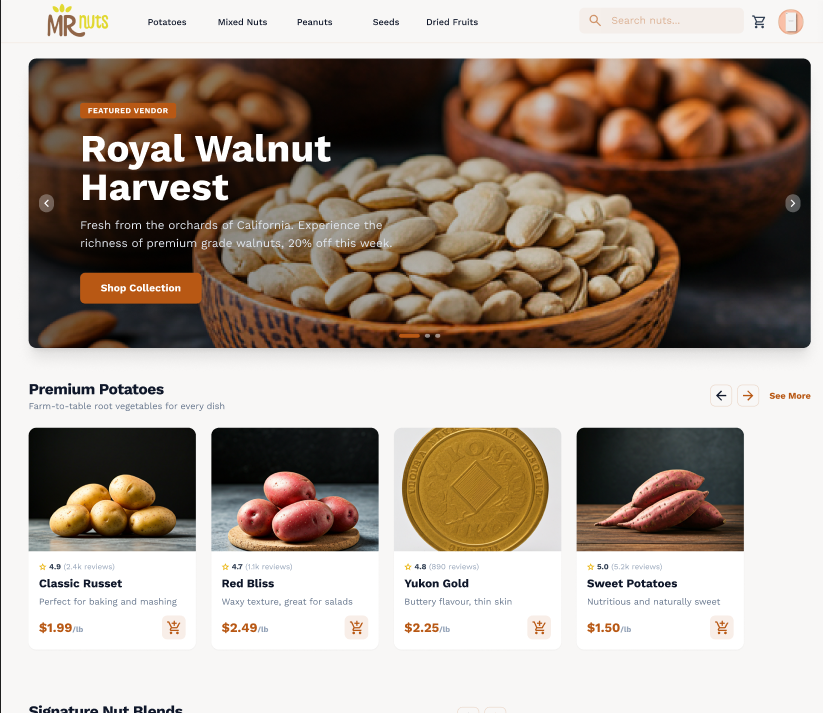 MR nuts
Potatoes
Mixed Nuts
Peanuts
Seeds
Dried Fruits
Search nuts...
FEATURED VENDOR
Royal Walnut
Harvest
Fresh from the orchards of California. Experience the
richness of premium grade walnuts, 20% off this week.
Shop Collection
Premium Potatoes
Farm-to-table root vegetables for every dish
See More
4.9 (2.4k reviews)
Classic Russet
Perfect for baking and mashing
$1.99/lb
4.7 (1.1k reviews)
Red Bliss
Waxy texture, great for salads
$2.49/lb
YUKON
4.8 (890 reviews)
Yukon Gold
Buttery flavour, thin skin
$2.25/lb
5.0 (5.2k reviews)
Sweet Potatoes
Nutritious and naturally sweet
$1.50/lb
Signature Nut Blends